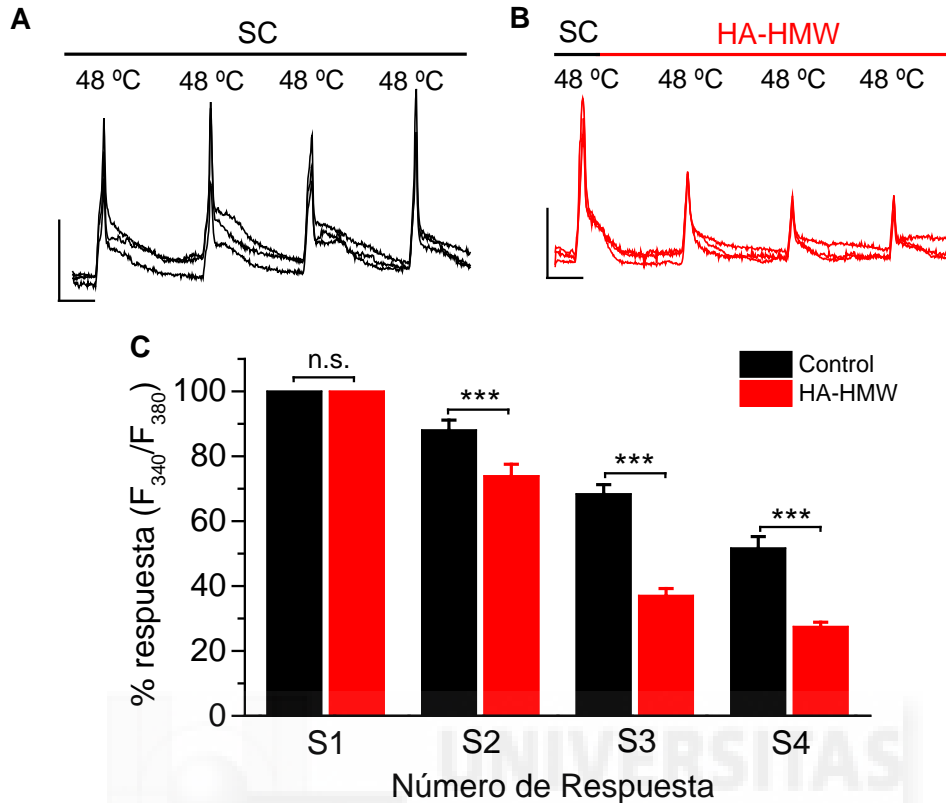 A
SC
48 ºC 48 ºC 48 ºC 48 ºC
B
SC HA-HMW
48 ºC 48 ºC 48 ºC 48 ºC
C
n.s.
***
***
***
Control
HA-HMW
% respuesta (F340/F380)
100
80
60
40
20
0
S1 S2 S3 S4
Número de Respuesta
UNIVERSITAS